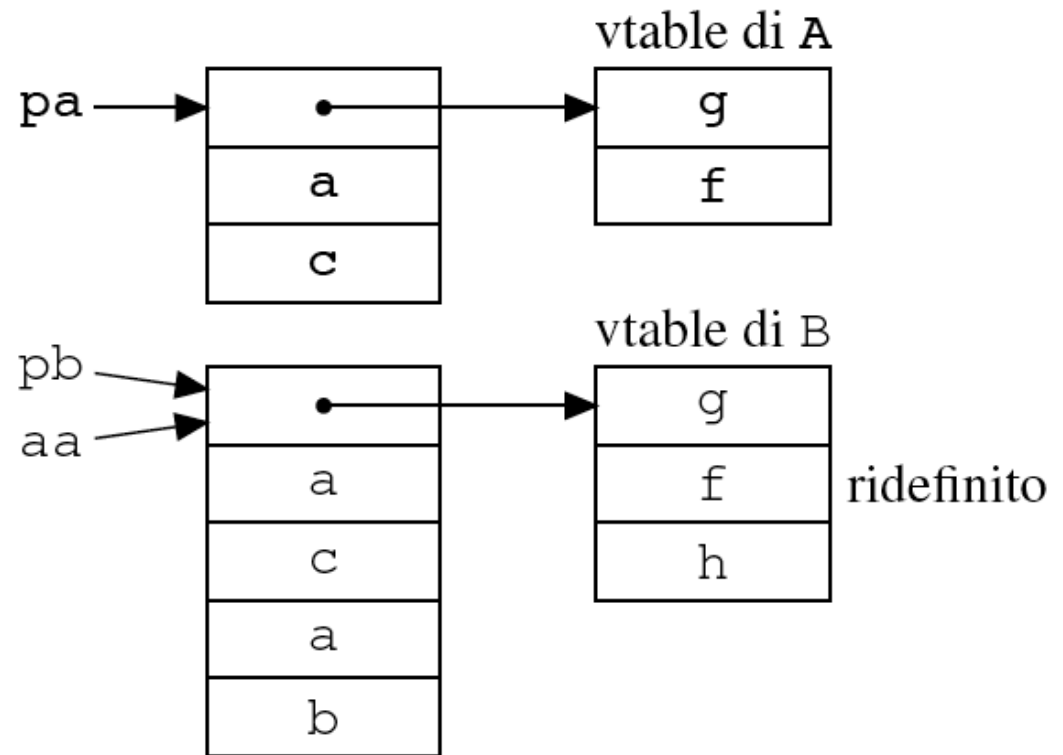 vtable di A
pa
g
a
f
c
vtable di B
pb
g
aa
a
f ridefinito
c
h
a
b